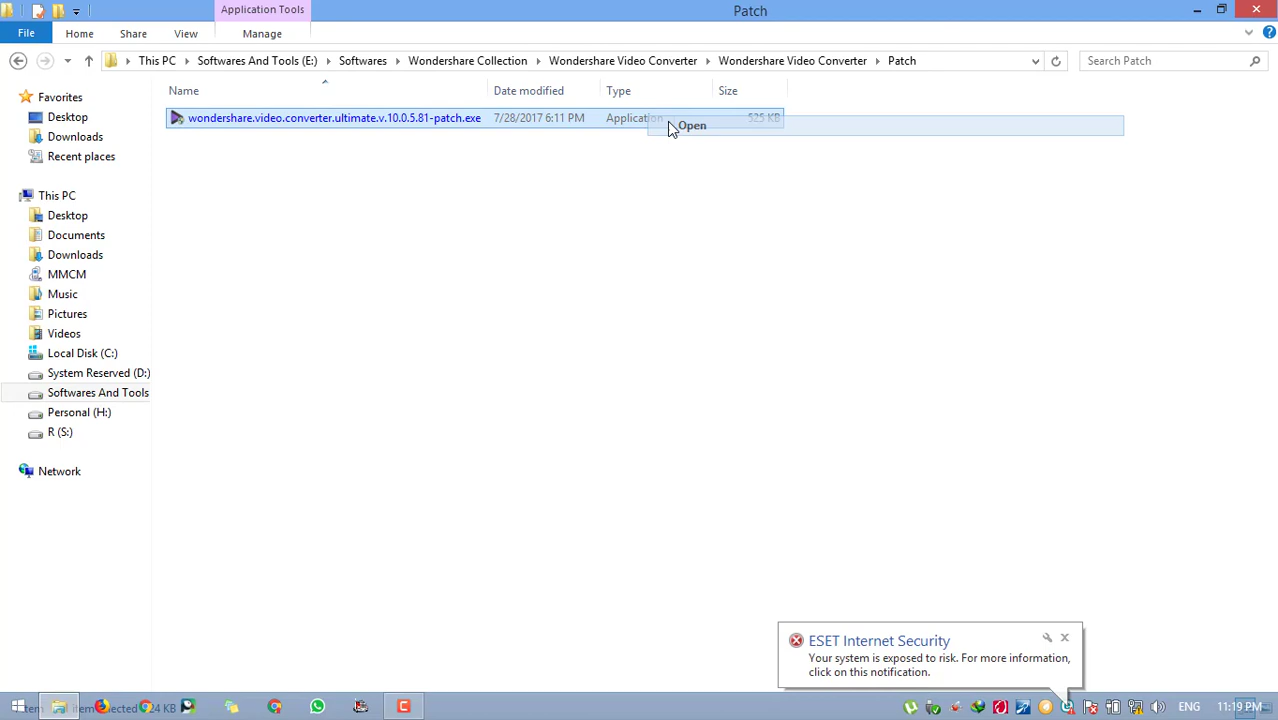 Application Tools
Patch
File
Home
Share
View
Manage
This PC
Softwares And Tools (E:)
Softwares
Wondershare Collection
Wondershare Video Converter
Wondershare Video Converter
Patch
Search Patch
Name
Date modified
Type
Size
wondershare.video.converter.ultimate.v.10.0.5.81-patch.exe
7/28/2017 6:11 PM
Application
525 KB
Open
Favorites
Desktop
Downloads
Recent places
This PC
Desktop
Documents
Downloads
MMCM
Music
Pictures
Videos
Local Disk (C:)
System Reserved (D:)
Softwares And Tools
Personal (H:)
R (S:)
Network
ESET Internet Security
Your system is exposed to risk. For more information,
click on this notification.
ENG
11:19 PM